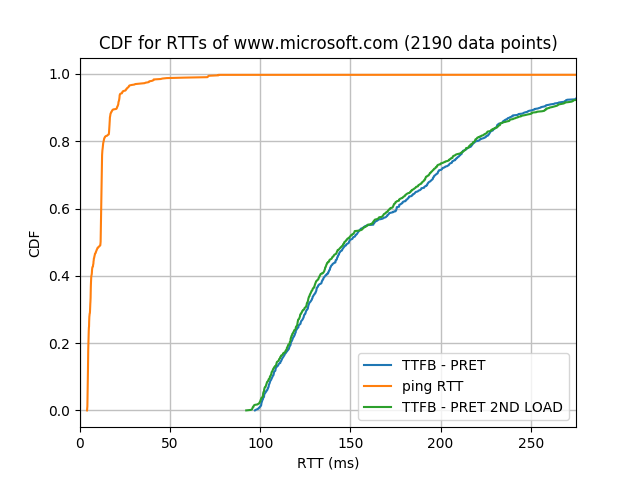 CDF for RTTs of www.microsoft.com (2190 data points)
1.0
0.8
0.6
0.4
0.2
0.0
CDF
TTFB - PRET
ping RTT
TTFB - PRET 2ND LOAD
0 50 100 150 200 250
RTT (ms)